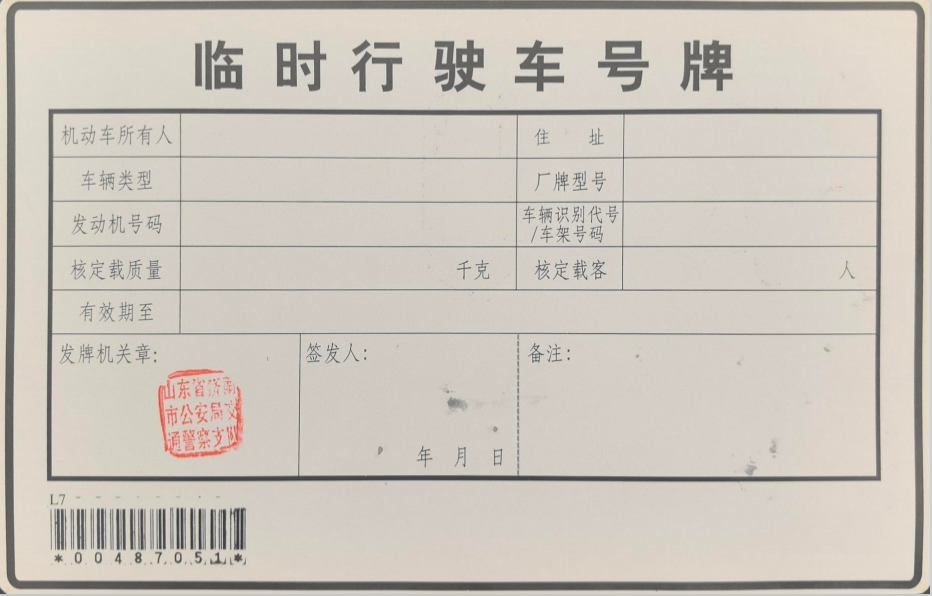 临时行驶车号牌
机动车所有人 住 址
车辆类型 厂牌型号
发动机号码 车辆识别代号
/车架号码
核定载质量 千克 核定载客 人
有效期至
发牌机关章: 签发人: 备注:
山东省济南
市公安局交
通警察支队
年 月 日
L7
*00487051*